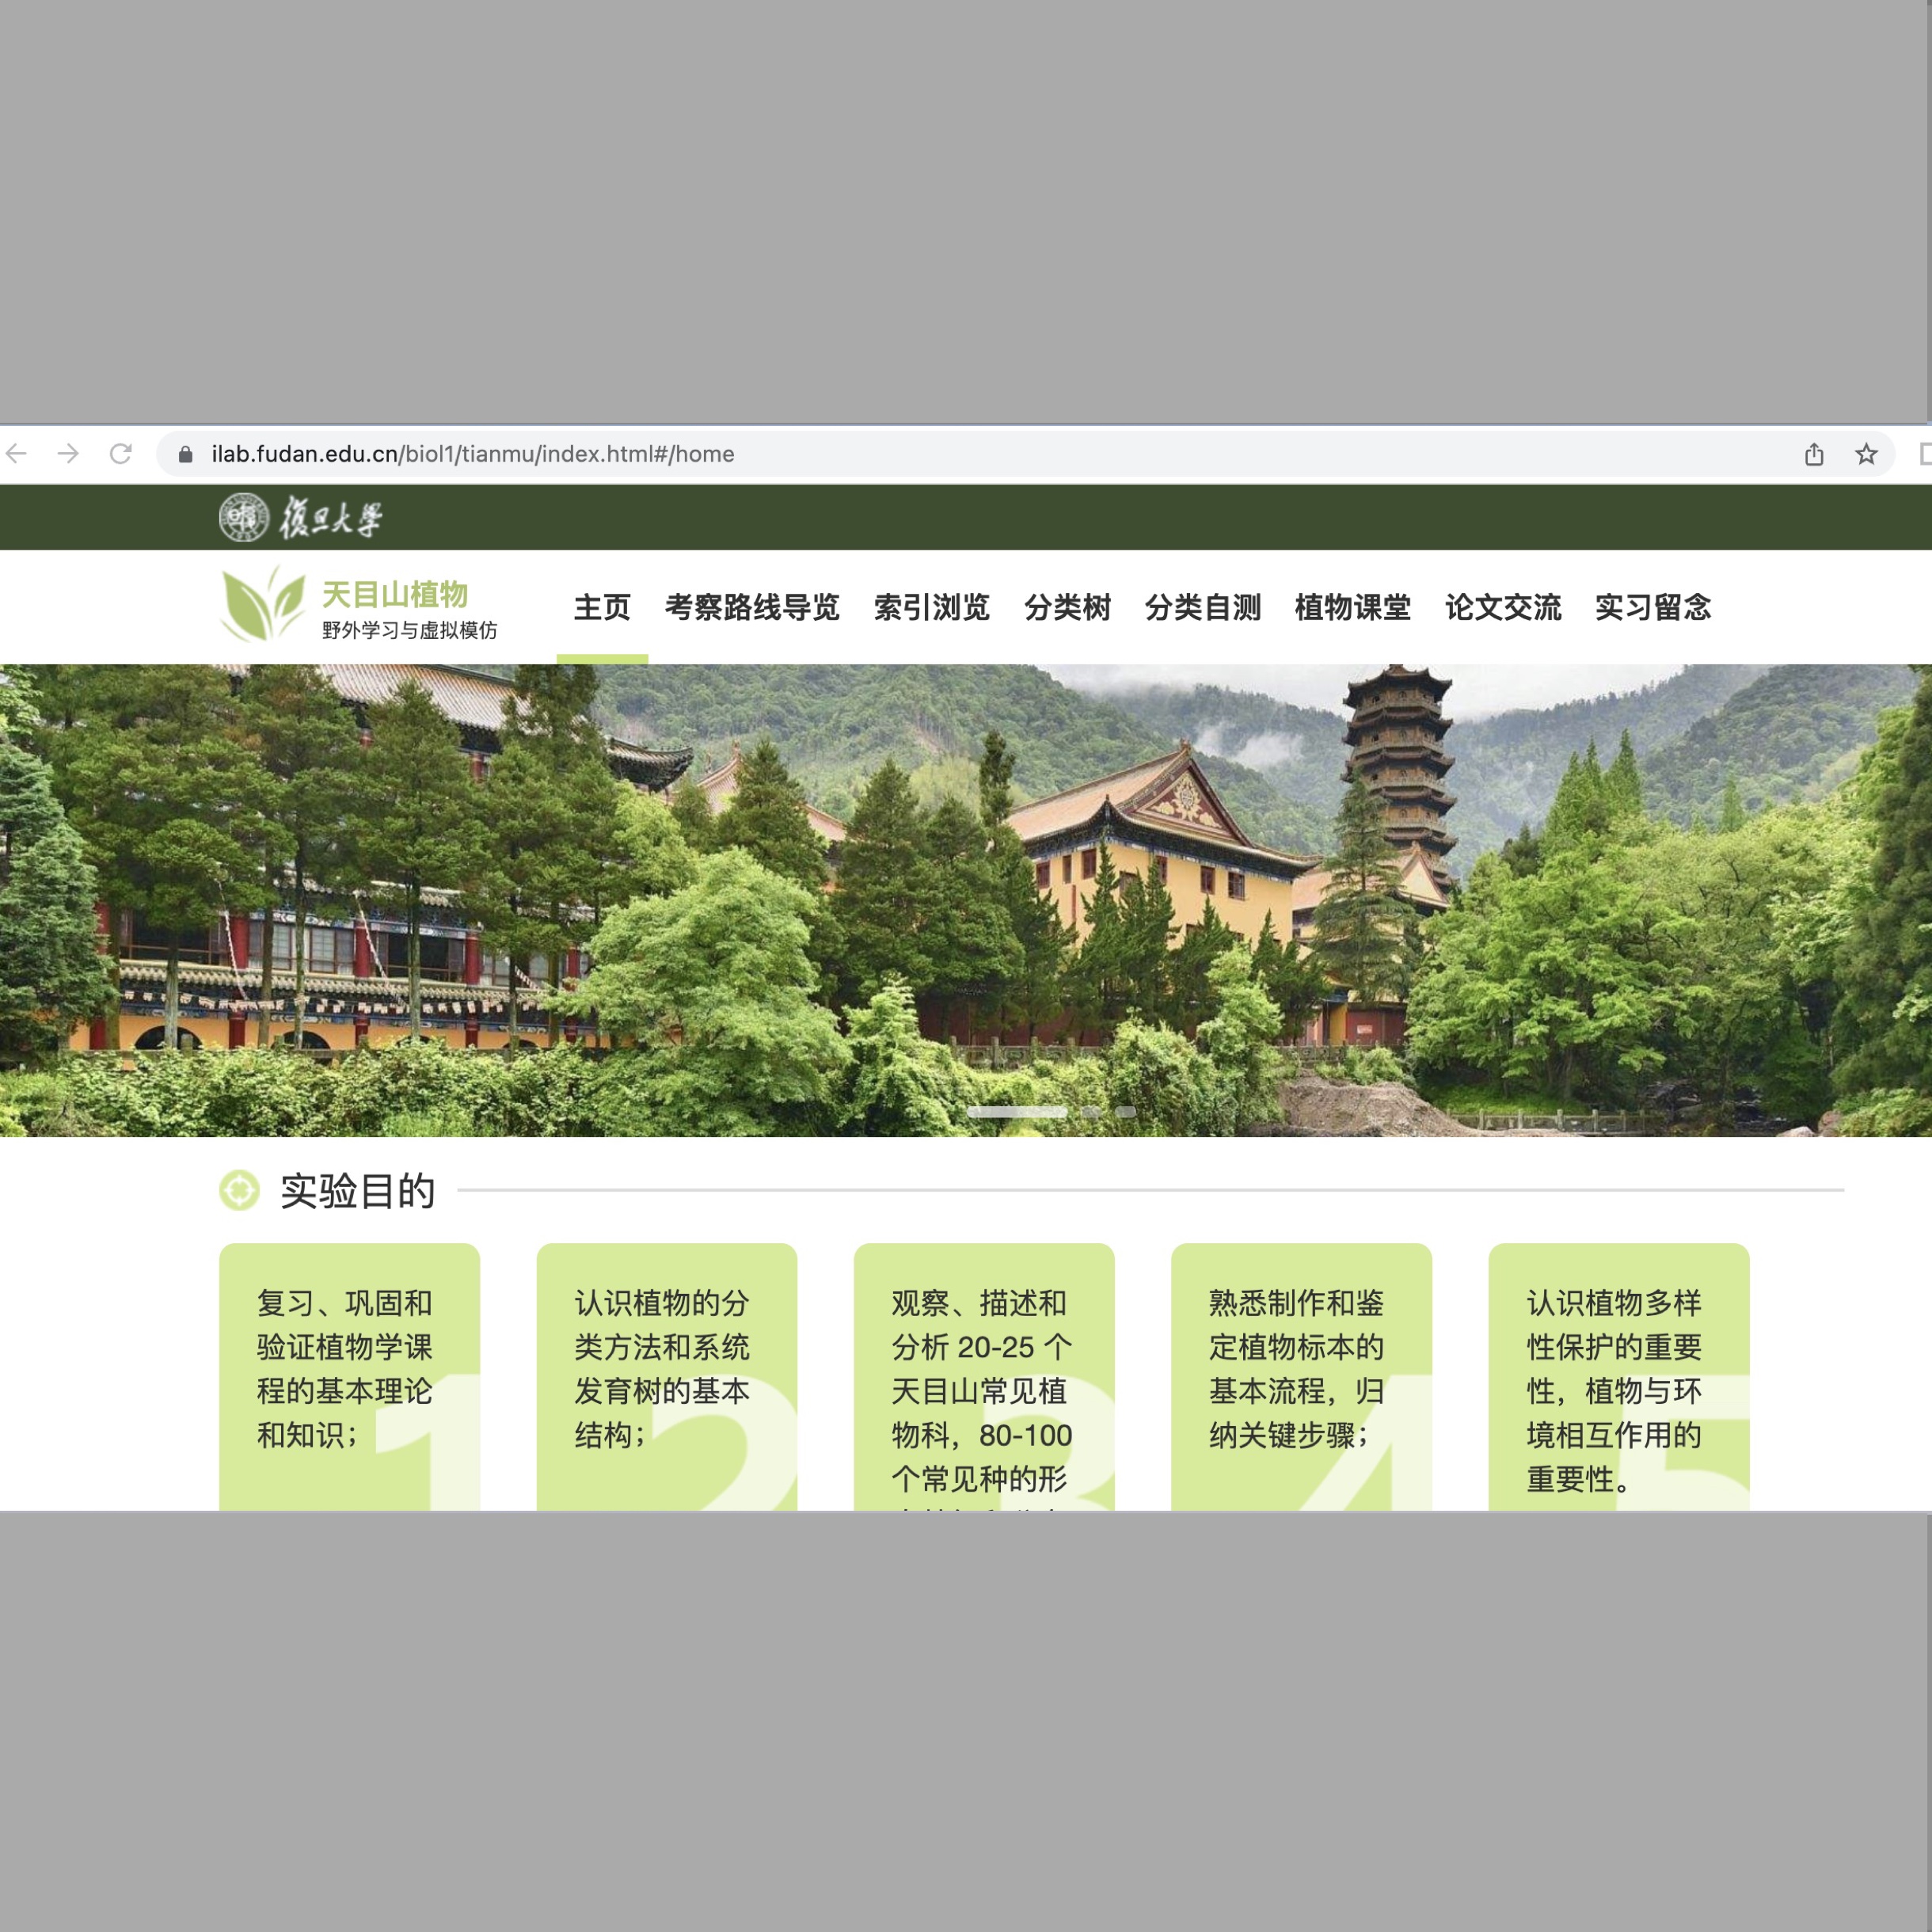 ilab.fudan.edu.cn/biol1/tianmu/index.html#/home
復旦大學
天目山植物
野外学习与虚拟模仿
主页 考察路线导览 索引浏览 分类树 分类自测 植物课堂 论文交流 实习留念
实验目的
复习、巩固和
验证植物学课
程的基本理论
和知识；
1
认识植物的分
类方法和系统
发育树的基本
结构；
2
观察、描述和
分析 20-25 个
天目山常见植
物科，80-100
个常见种的形
3
熟悉制作和鉴
定植物标本的
基本流程，归
纳关键步骤；
4
认识植物多样
性保护的重要
性，植物与环
境相互作用的
重要性。
5